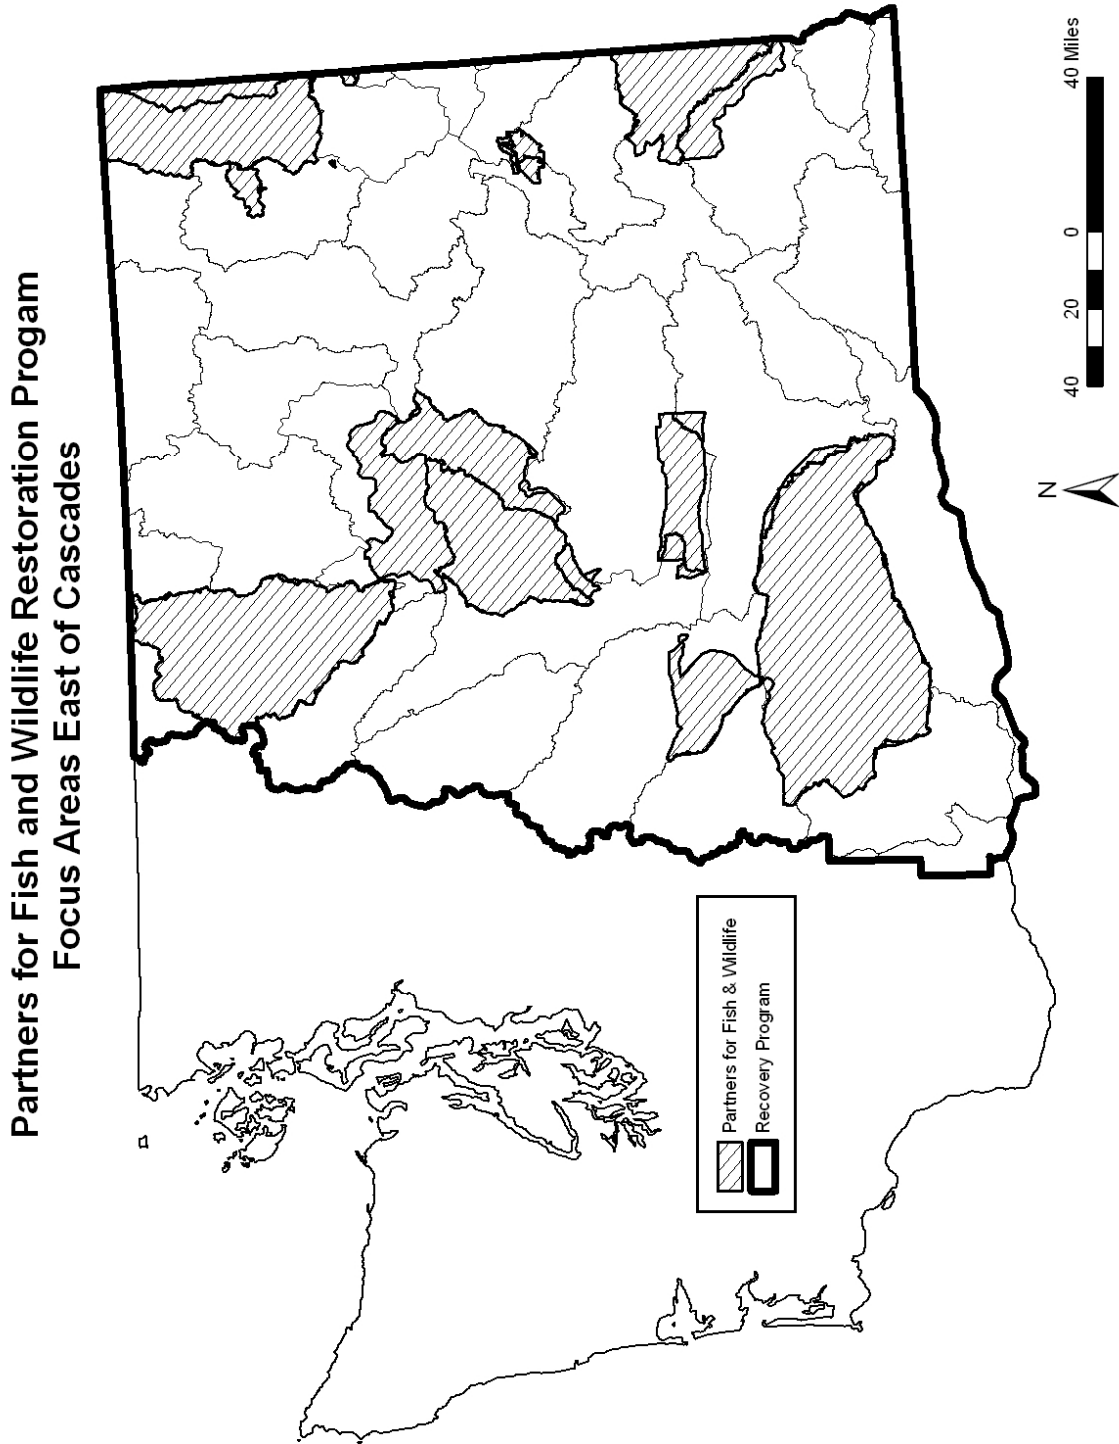 Partners for Fish and Wildlife Restoration Progam
Focus Areas East of Cascades
Partners for Fish & Wildlife
Recovery Program
N
40 20 0 40 Miles